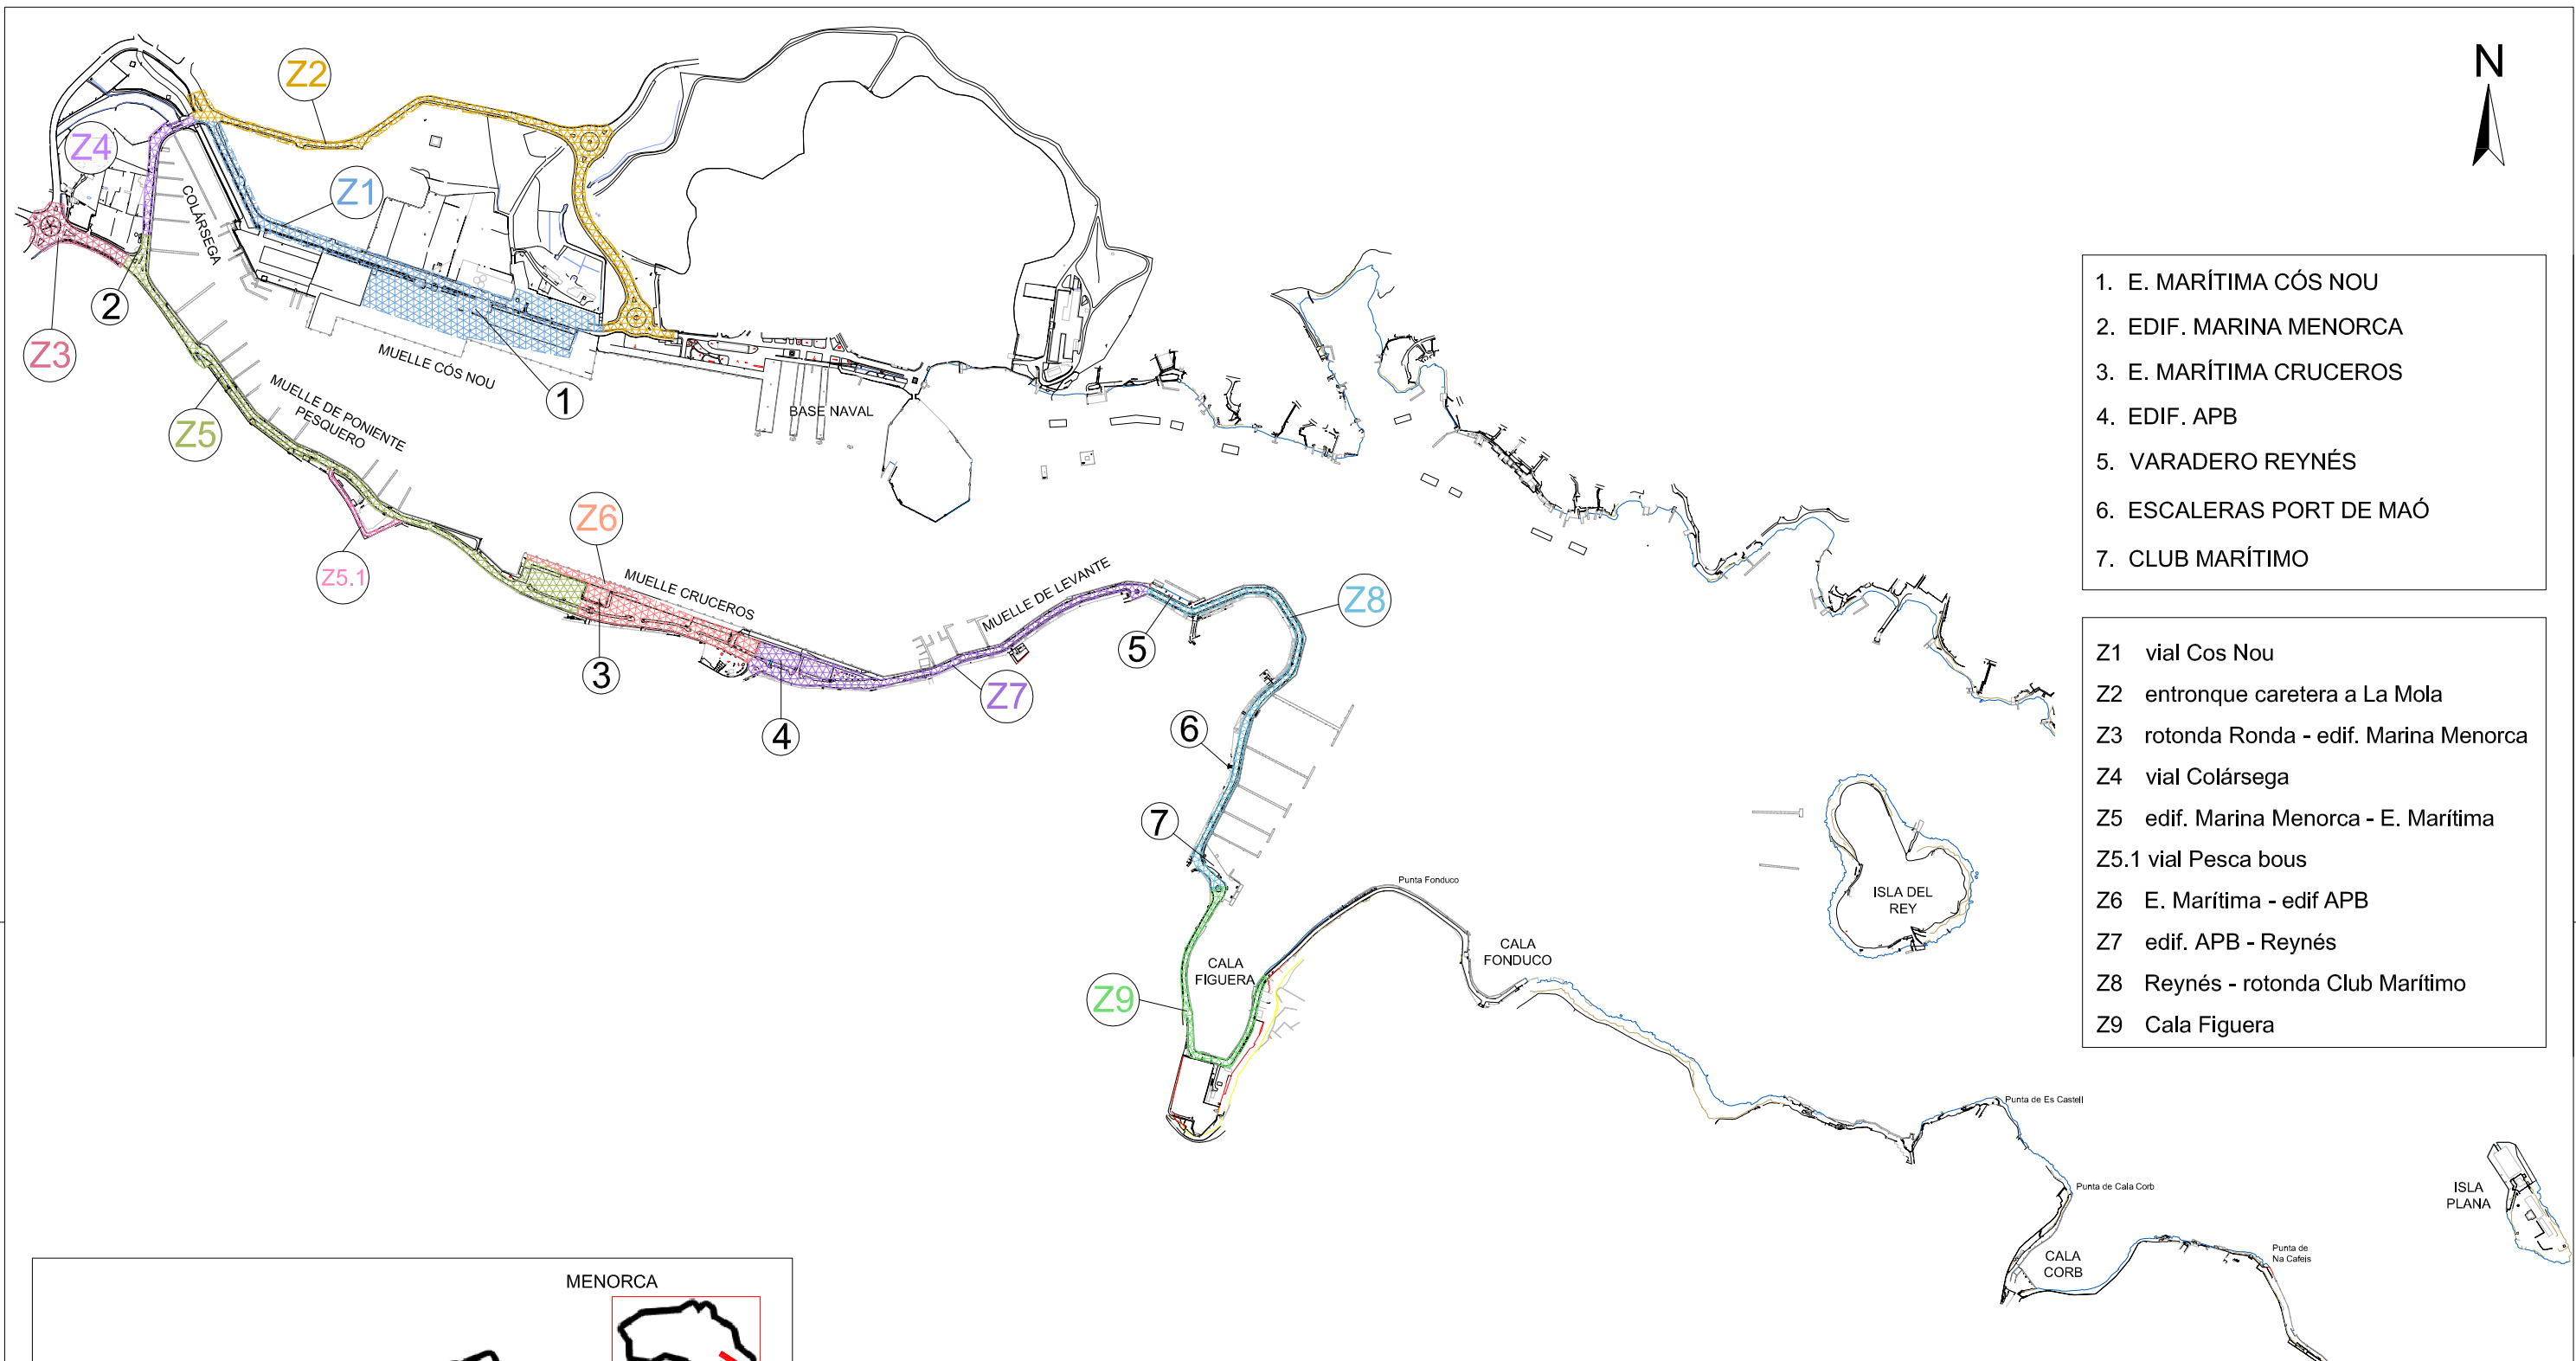 N
Z2
Z4
Z1
COLÁRSEGA
2
Z3
MUELLE CÓS NOU
1
BASE NAVAL
MUELLE DE PONIENTE
PESQUERO
Z5
Z5.1
Z6
MUELLE CRUCEROS
3
4
MUELLE DE LEVANTE
Z7
5
Z8
6
7
Z9
CALA
FIGUERA
Punta Fonduco
CALA
FONDUCO
ISLA DEL
REY
Punta de Es Castell
Punta de Cala Corb
CALA
CORB
Punta de
Na Cafeis
ISLA
PLANA
1. E. MARÍTIMA CÓS NOU
2. EDIF. MARINA MENORCA
3. E. MARÍTIMA CRUCEROS
4. EDIF. APB
5. VARADERO REYNÉS
6. ESCALERAS PORT DE MAÓ
7. CLUB MARÍTIMO
Z1 vial Cos Nou
Z2 entronque caretera a La Mola
Z3 rotonda Ronda - edif. Marina Menorca
Z4 vial Colársega
Z5 edif. Marina Menorca - E. Marítima
Z5.1 vial Pesca bous
Z6 E. Marítima - edif APB
Z7 edif. APB - Reynés
Z8 Reynés - rotonda Club Marítimo
Z9 Cala Figuera
MENORCA